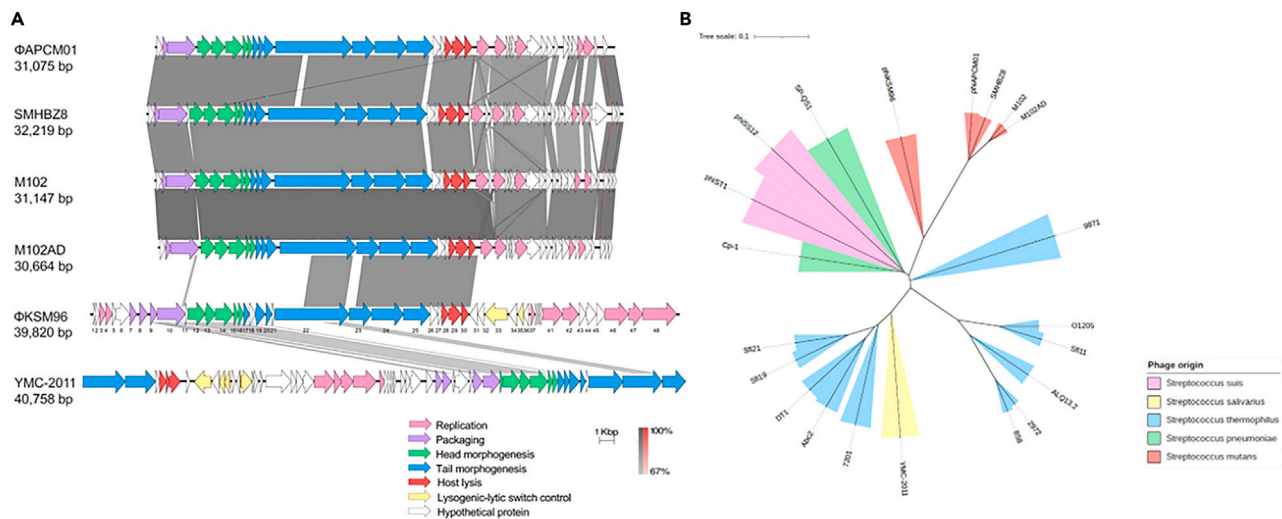 A
ΦAPCM01
31,075 bp
SMHBZ8
32,219 bp
M102
31,147 bp
M102AD
30,664 bp
ΦKSM96
39,820 bp
YMC-2011
40,758 bp
Replication
Packaging
Head morphogenesis
Tail morphogenesis
Host lysis
Lysogenic-lytic switch control
Hypothetical protein
1 Kbp
100%
67%
B
Tree scale: 0.1
phAPCM01
SMHBZ8
M102
M102AD
phKSM96
SP-QS1
phiSS12
phiST1
Cp-1
9871
O1205
Sfi11
ALQ13.2
2972
858
YMC-2011
7201
Abc2
DT1
Sfi19
Sfi21
Phage origin
Streptococcus suis
Streptococcus salivarius
Streptococcus thermophilus
Streptococcus pneumoniae
Streptococcus mutans